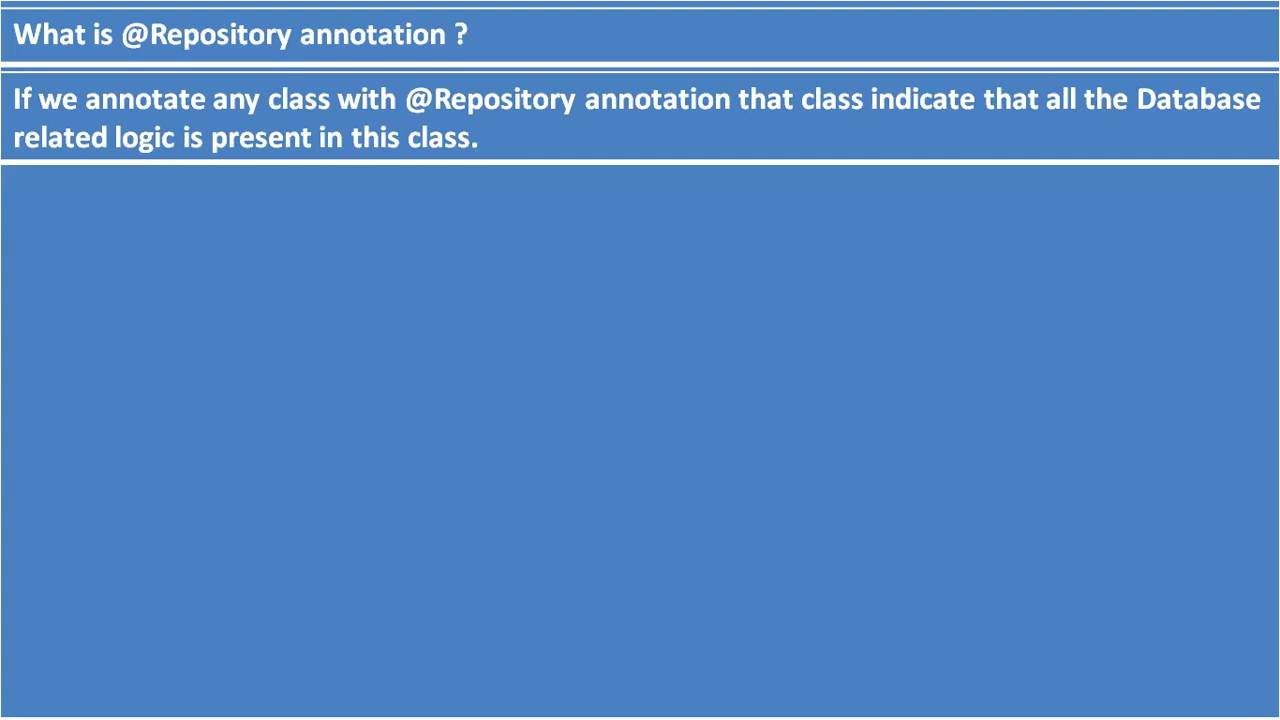 What is @Repository annotation ?
If we annotate any class with @Repository annotation that class indicate that all the Database
related logic is present in this class.